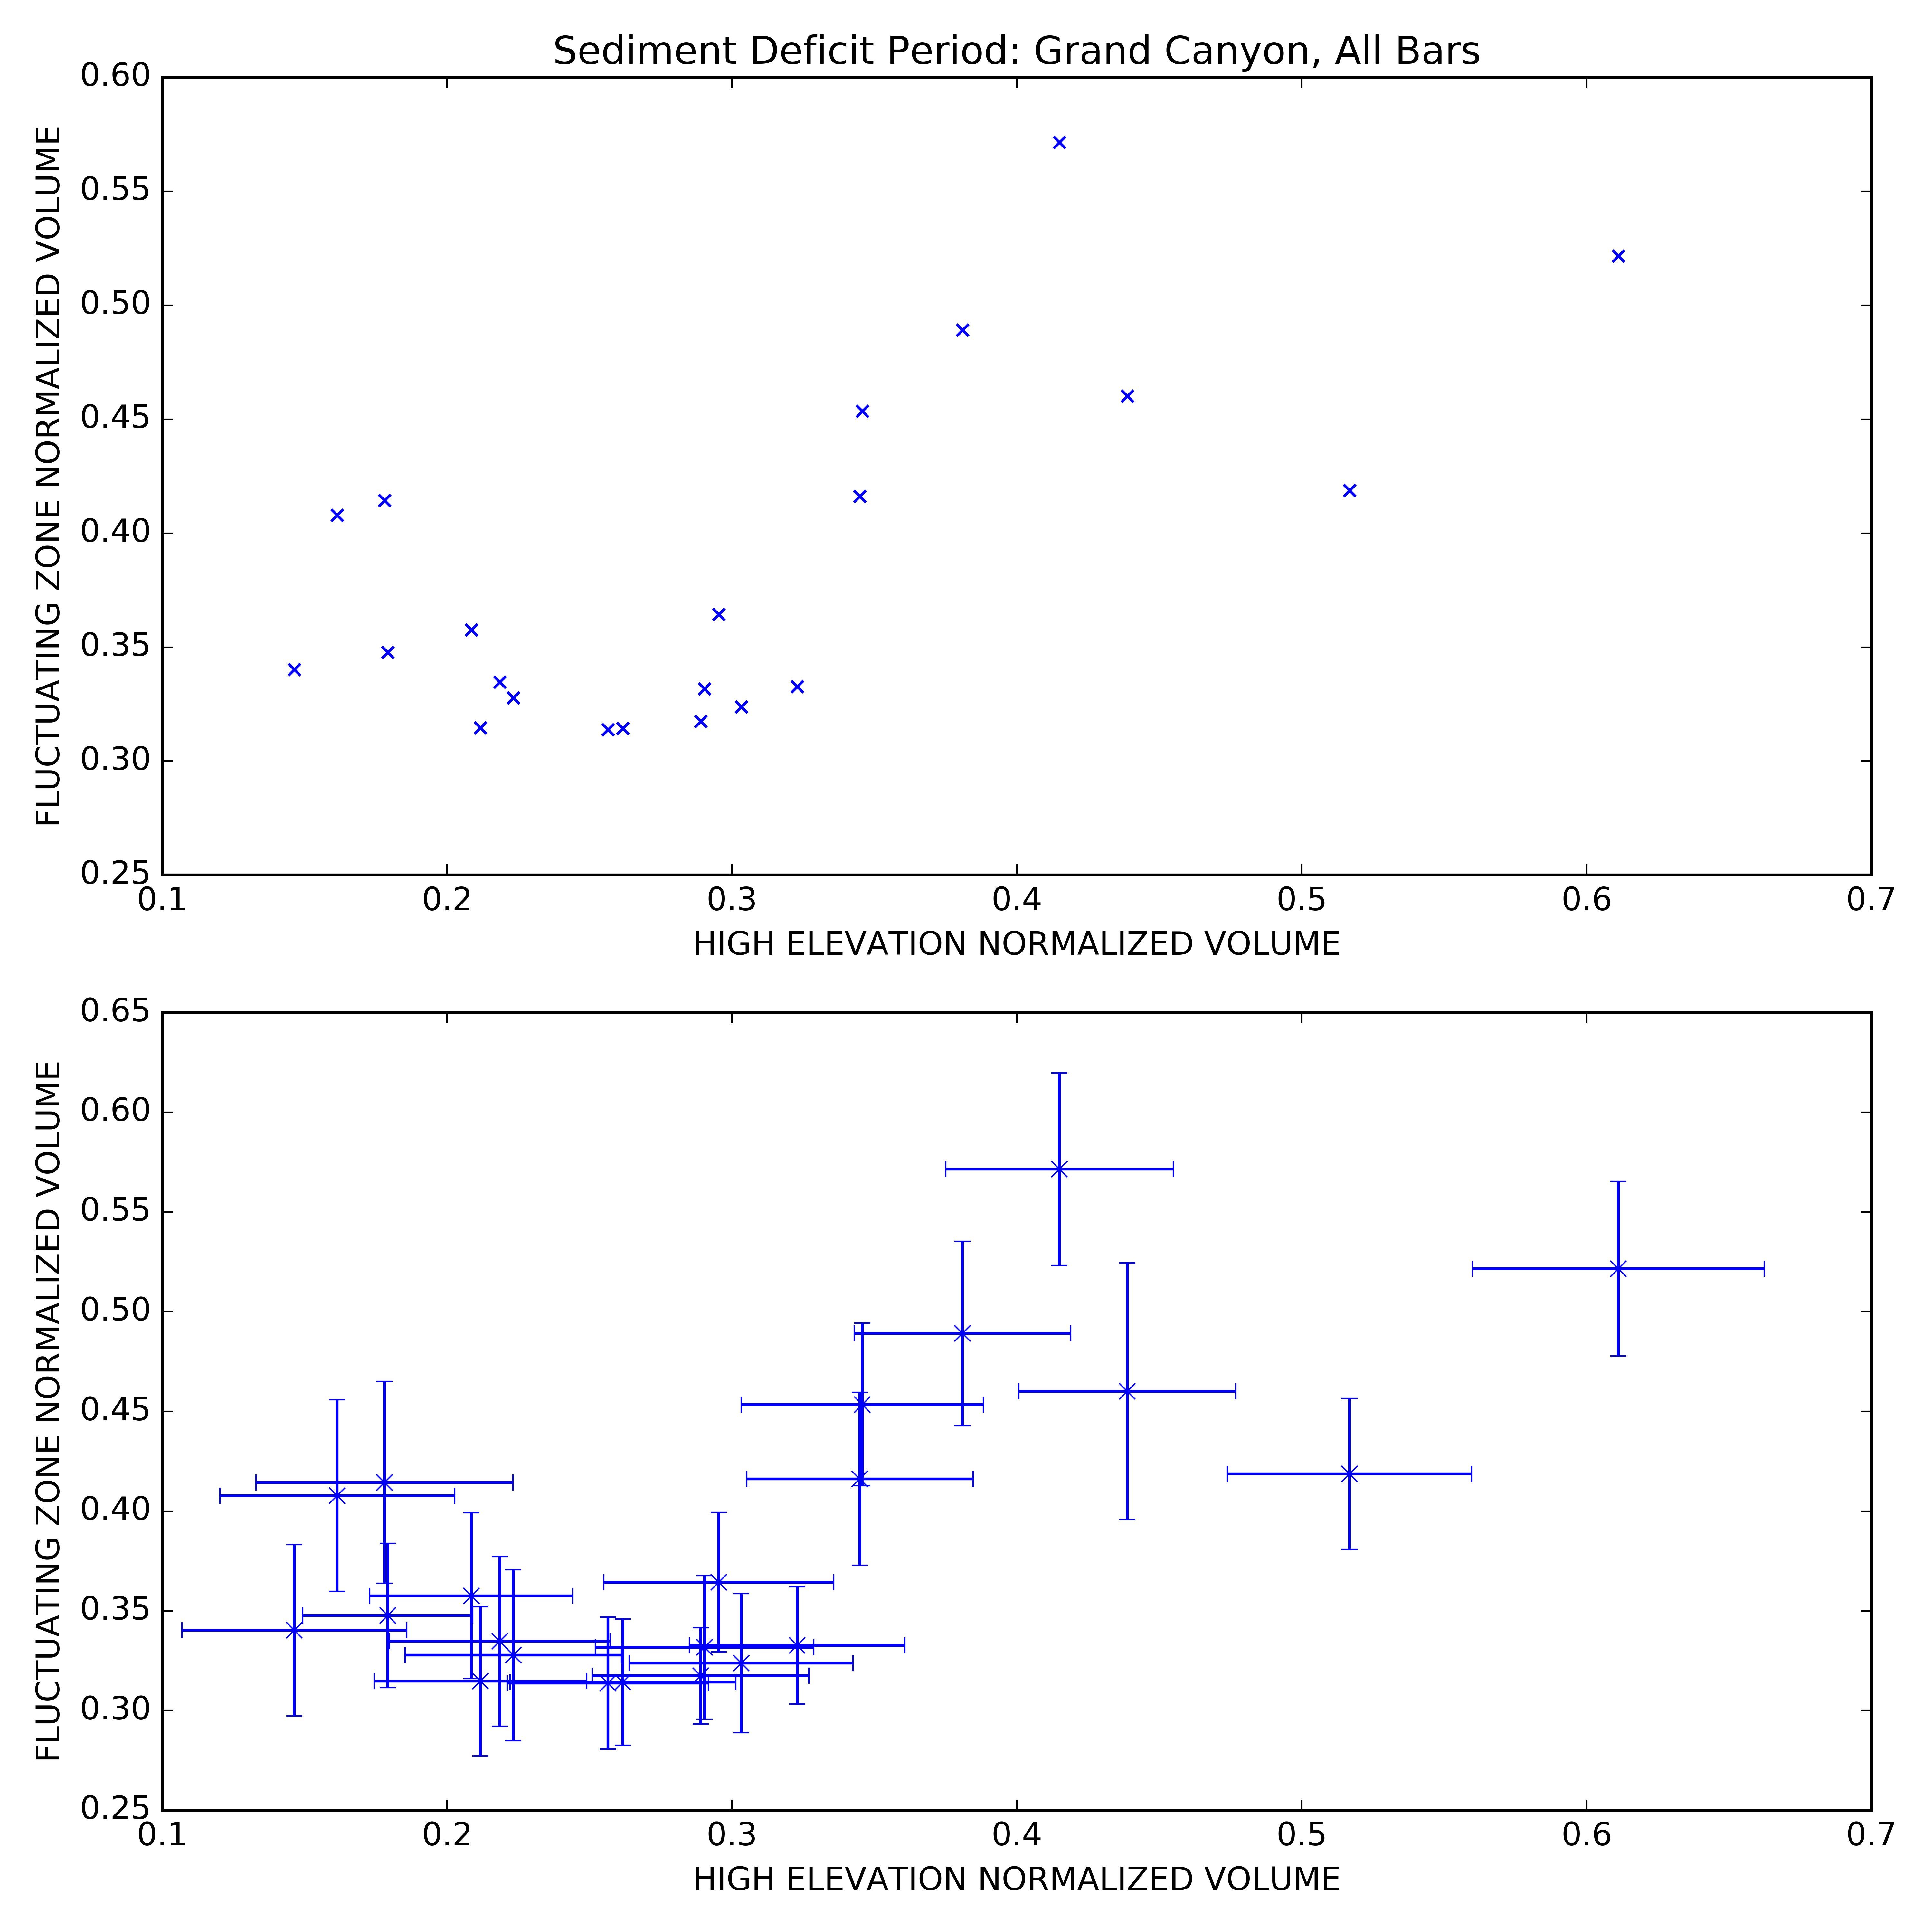 Sediment Deficit Period: Grand Canyon, All Bars
FLUCTUATING ZONE NORMALIZED VOLUME
0.60
0.55
0.50
0.45
0.40
0.35
0.30
0.25
0.1 0.2 0.3 0.4 0.5 0.6 0.7
HIGH ELEVATION NORMALIZED VOLUME
FLUCTUATING ZONE NORMALIZED VOLUME
0.65
0.60
0.55
0.50
0.45
0.40
0.35
0.30
0.25
0.1 0.2 0.3 0.4 0.5 0.6 0.7
HIGH ELEVATION NORMALIZED VOLUME